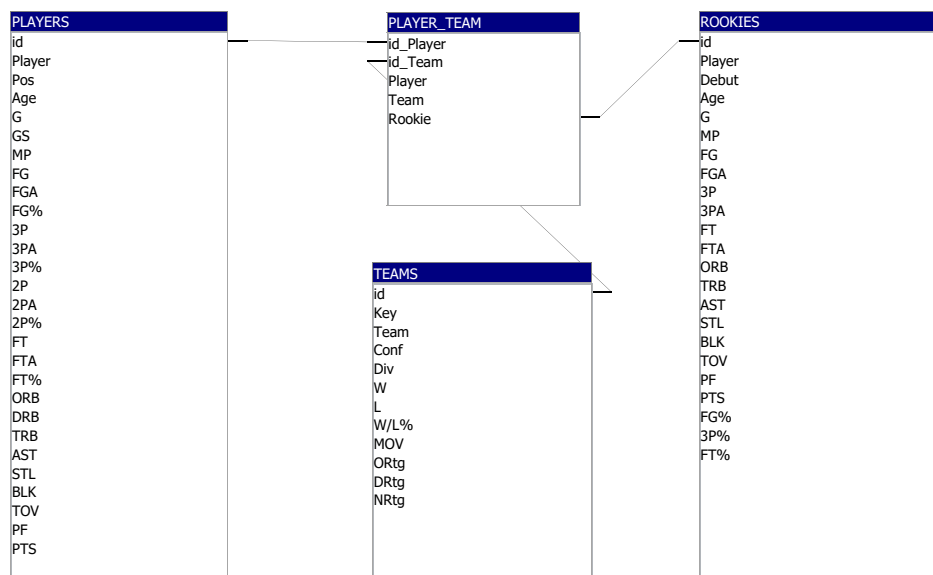 PLAYERS
id
Player
Pos
Age
G
GS
MP
FG
FGA
FG%
3P
3PA
3P%
2P
2PA
2P%
FT
FTA
FT%
ORB
DRB
TRB
AST
STL
BLK
TOV
PF
PTS
PLAYER_TEAM
id_Player
id_Team
Player
Team
Rookie
TEAMS
id
Key
Team
Conf
Div
W
L
W/L%
MOV
ORtg
DRtg
NRtg
ROOKIES
id
Player
Debut
Age
G
MP
FG
FGA
3P
3PA
FT
FTA
ORB
TRB
AST
STL
BLK
TOV
PF
PTS
FG%
3P%
FT%